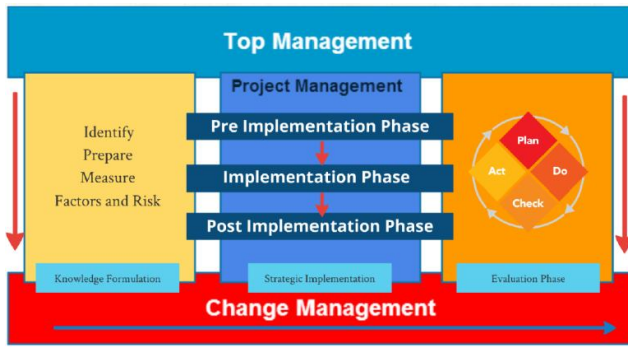 Top Management
Identify
Prepare
Measure
Factors and Risk
Knowledge Formulation
Project Management
Pre Implementation Phase
Implementation Phase
Post Implementation Phase
Strategic Implementation
Plan
Act
Do
Check
Evaluation Phase
Change Management